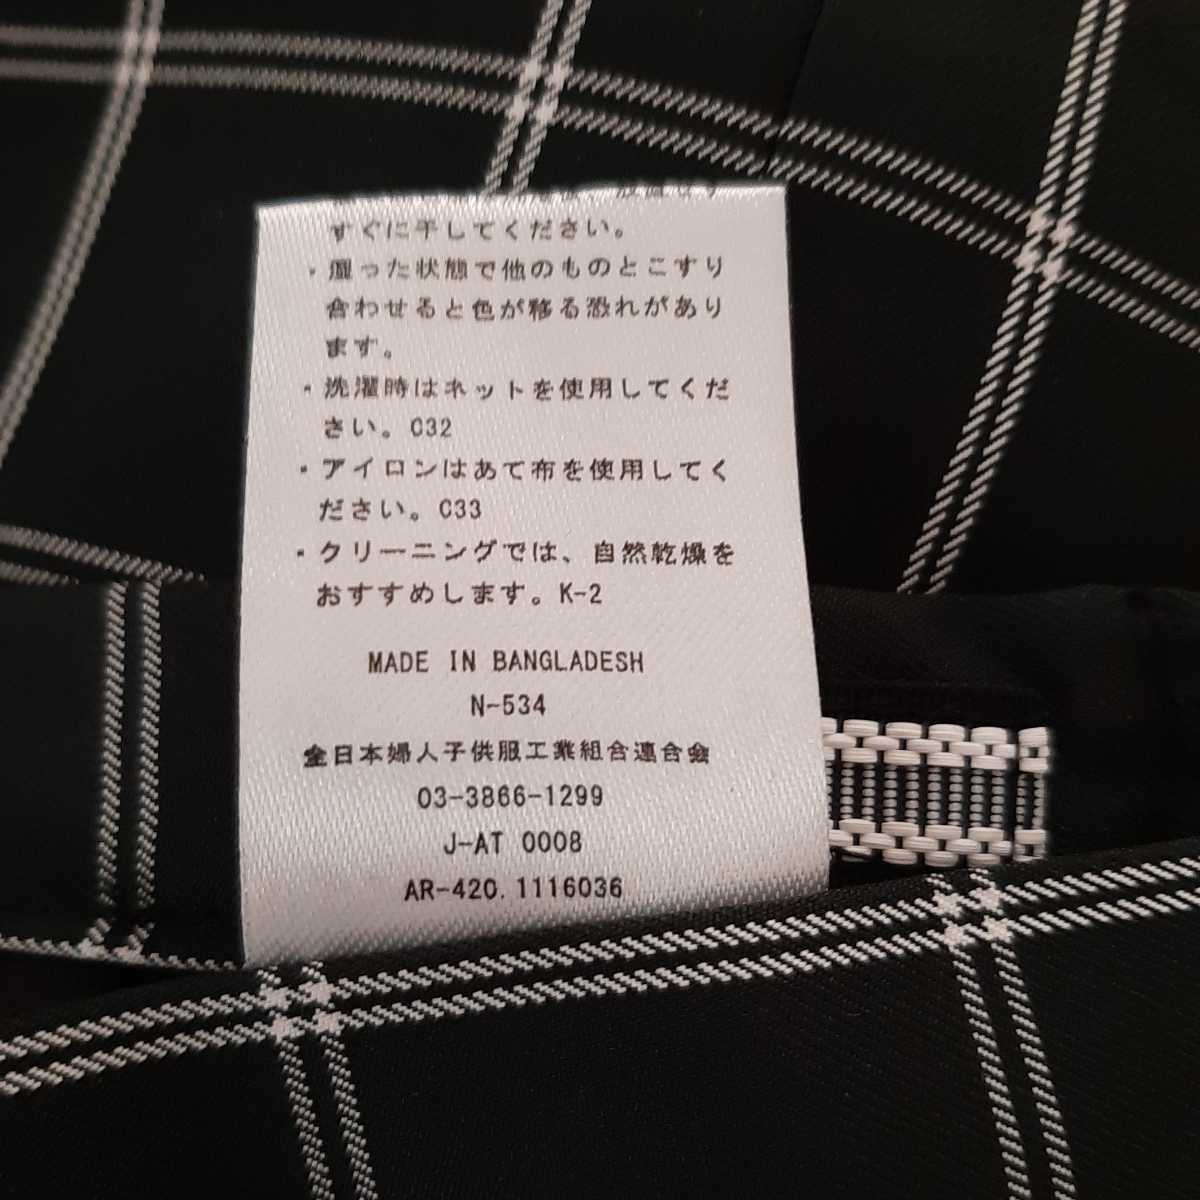 すぐに干してください。
・湿った状態で他のものとこすり
合わせると色が移る恐れがあり
ます。
・洗濯時はネットを使用してくだ
さい。C32
・アイロンはあて布を使用してく
ださい。C33
・クリーニングでは、自然乾燥を
おすすめします。K-2
MADE IN BANGLADESH
N-534
全日本婦人子供服工業組合連合会
03-3866-1299
J-AT 0008
AR-420.1116036